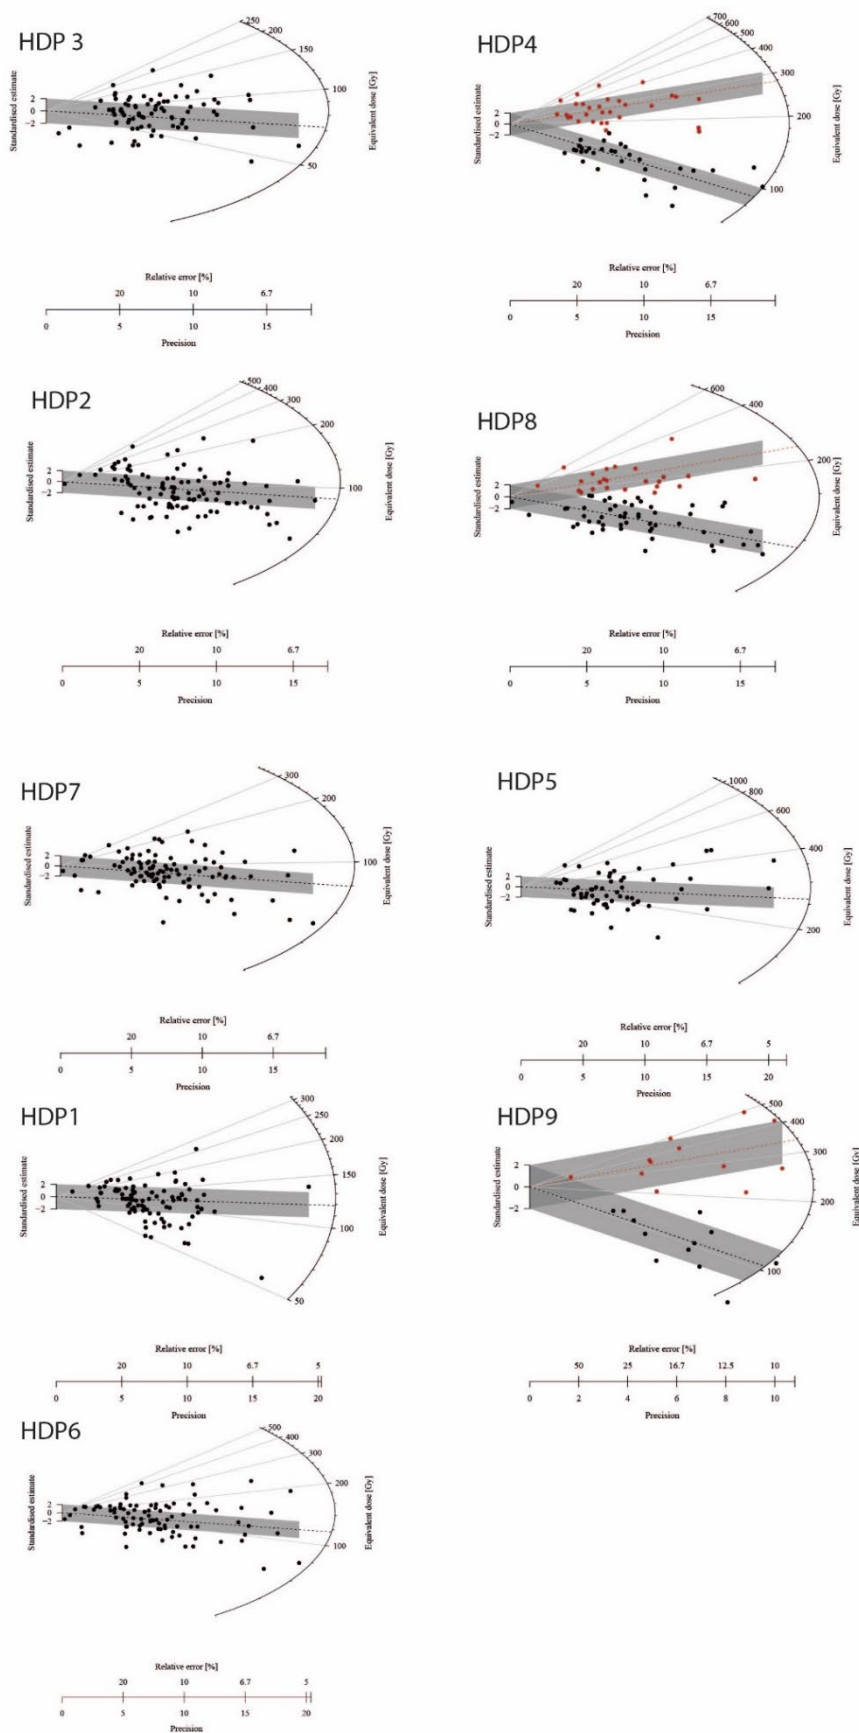 HDP 3
250
200
150
100
50
Standardised estimate
2
0
−2
Equivalent dose [Gy]
Relative error [%]
20 10 6.7
0 5 10 15
Precision
HDP4
700
600
500
400
300
200
100
Standardised estimate
2
0
−2
Equivalent dose [Gy]
Relative error [%]
20 10 6.7
0 5 10 15
Precision
HDP2
500
400
300
200
100
Standardised estimate
2
0
−2
Equivalent dose [Gy]
Relative error [%]
20 10 6.7
0 5 10 15
Precision
HDP8
600
400
200
Standardised estimate
2
0
−2
Equivalent dose [Gy]
Relative error [%]
20 10 6.7
0 5 10 15
Precision
HDP7
300
200
100
Standardised estimate
2
0
−2
Equivalent dose [Gy]
Relative error [%]
20 10 6.7
0 5 10 15
Precision
HDP5
1000
800
600
400
200
Standardised estimate
2
0
−2
Equivalent dose [Gy]
Relative error [%]
20 10 6.7 5
0 5 10 15 20
Precision
HDP1
300
250
200
150
100
50
Standardised estimate
2
0
−2
Equivalent dose [Gy]
Relative error [%]
20 10 6.7 5
0 5 10 15 20
Precision
HDP9
500
400
300
200
100
Standardised estimate
2
0
−2
Equivalent dose [Gy]
Relative error [%]
50 25 16.7 12.5 10
0 2 4 6 8 10
Precision
HDP6
500
400
300
200
100
Standardised estimate
2
0
−2
Equivalent dose [Gy]
Relative error [%]
20 10 6.7 5
0 5 10 15 20
Precision